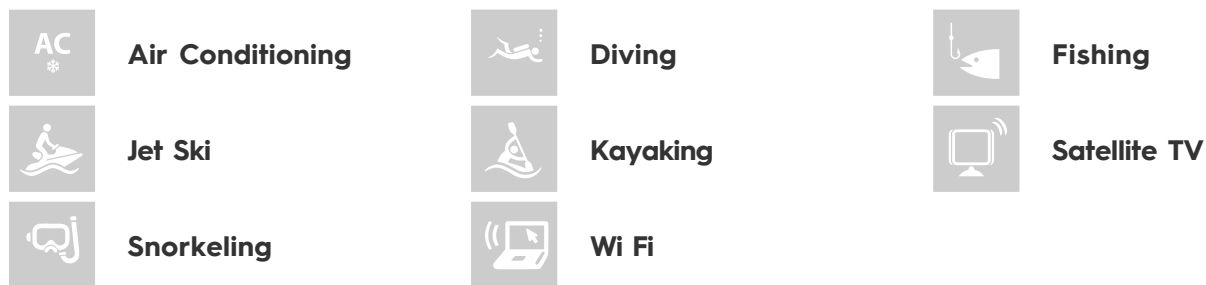 AC
Air Conditioning
Diving
Fishing
Jet Ski
Kayaking
Satellite TV
Snorkeling
Wi Fi